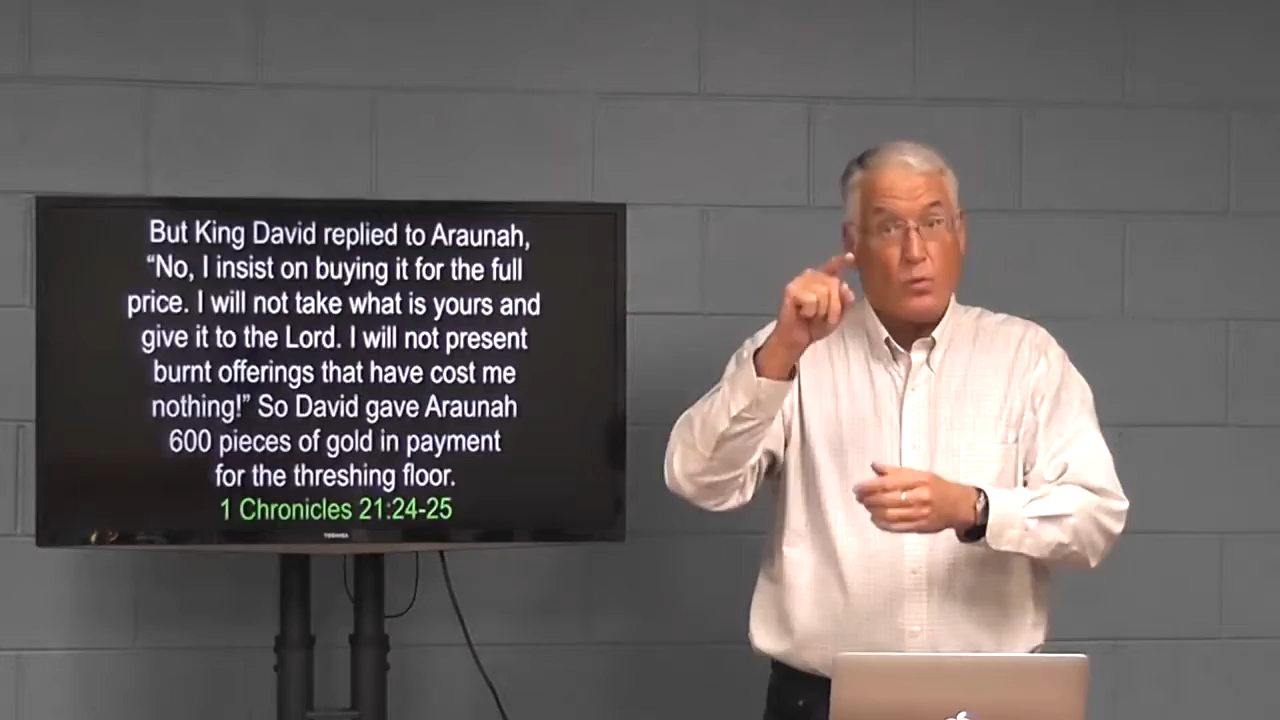 But King David replied to Araunah,
“No, I insist on buying it for the full
price. I will not take what is yours and
give it to the Lord. I will not present
burnt offerings that have cost me
nothing!” So David gave Araunah
600 pieces of gold in payment
for the threshing floor.
1 Chronicles 21:24-25
TOSHIBA